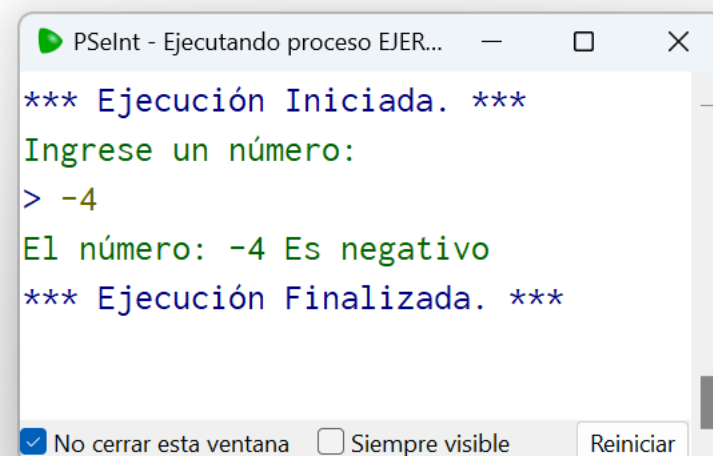 PSeInt - Ejecutando proceso EJER...
*** Ejecución Iniciada. ***
Ingrese un número:
> -4
El número: -4 Es negativo
*** Ejecución Finalizada. ***
No cerrar esta ventana Siempre visible Reiniciar